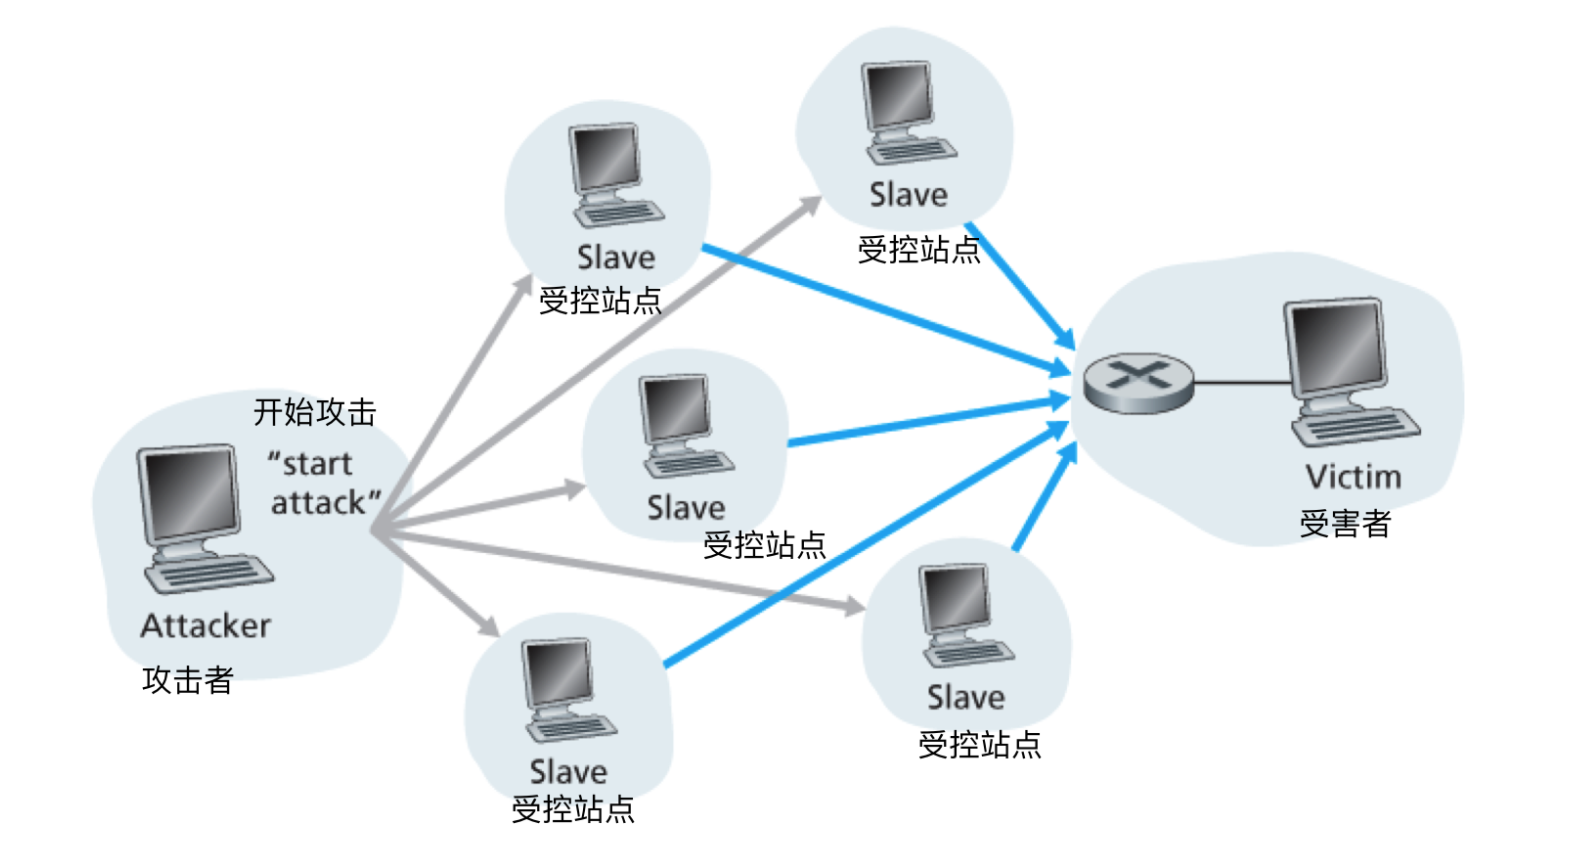 Slave
受控站点
Slave
受控站点
开始攻击
“start
attack”
Attacker
攻击者
Slave
受控站点
Victim
受害者
Slave
受控站点
Slave
受控站点